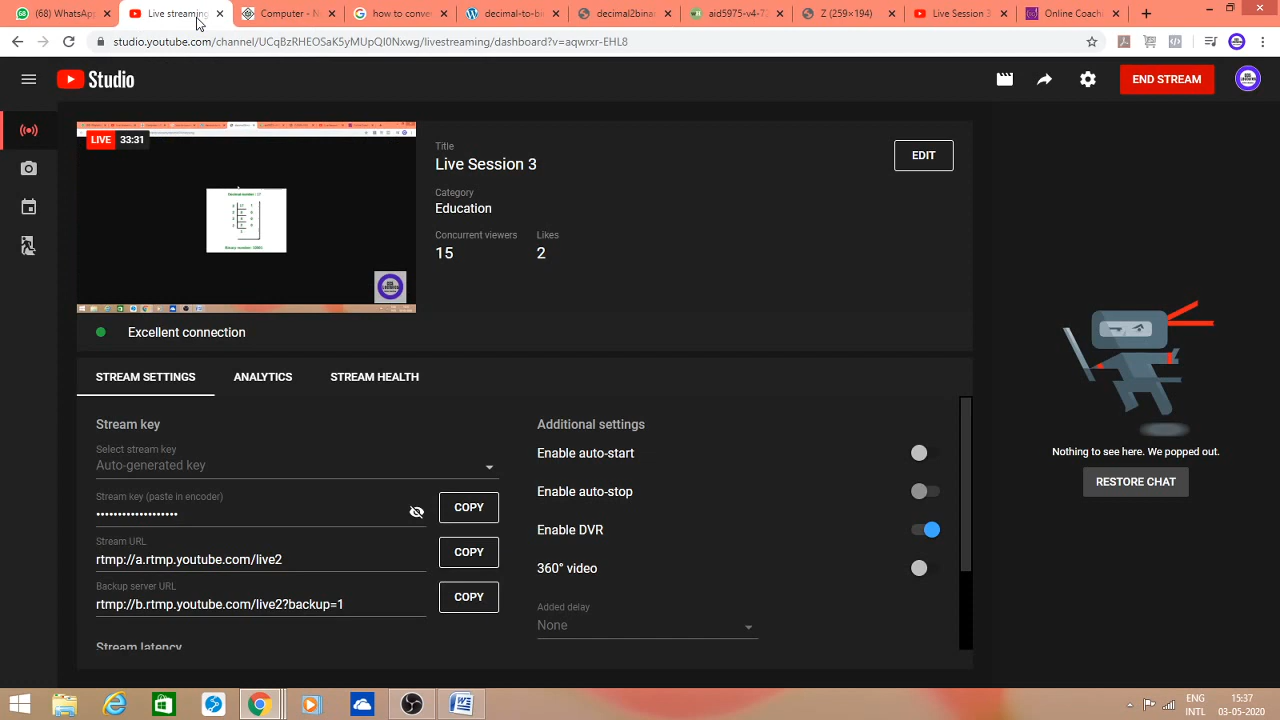 (68) WhatsApp
Live streaming
Computer - N
how to conver
decimal-to-bi
decimal2binar
aid5975-v4-73
Z (259×194)
Live Session 3
Online Coachi
studio.youtube.com/channel/UCqBzRHEOSaK5yMUpQI0Nxwg/livestreaming/dashboard?v=aqwrxr-EHL8
Studio
END STREAM
LIVE 33:31
Title
Live Session 3
EDIT
Category
Education
Concurrent viewers
Likes
15
2
Excellent connection
STREAM SETTINGS
ANALYTICS
STREAM HEALTH
Stream key
Select stream key
Auto-generated key
Stream key (paste in encoder)
•••••••••••••••••••
COPY
Stream URL
rtmp://a.rtmp.youtube.com/live2
COPY
Backup server URL
rtmp://b.rtmp.youtube.com/live2?backup=1
COPY
Stream latency
Additional settings
Enable auto-start
Enable auto-stop
Enable DVR
360° video
Added delay
None
Nothing to see here. We popped out.
RESTORE CHAT
ENG
INTL
15:37
03-05-2020